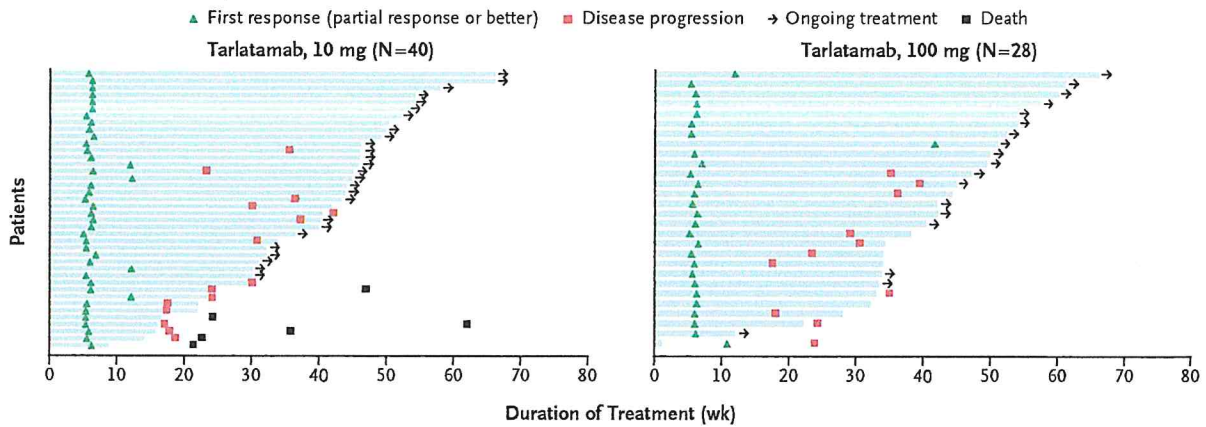 First response (partial response or better) Disease progression Ongoing treatment Death
Tarlatamab, 10 mg (N=40) Tarlatamab, 100 mg (N=28)
Patients
0 10 20 30 40 50 60 70 80 0 10 20 30 40 50 60 70 80
Duration of Treatment (wk)